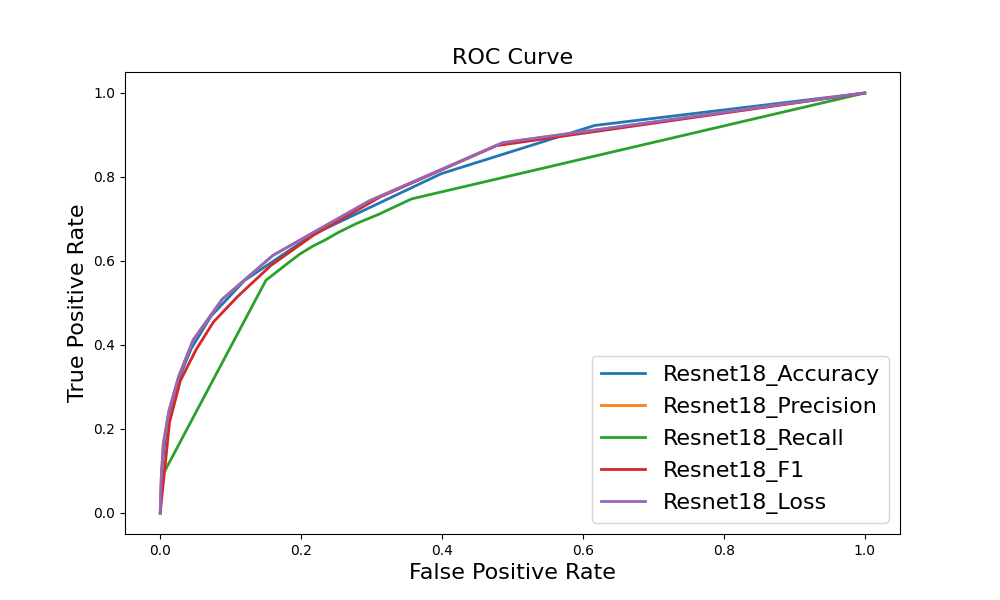 ROC Curve
1.0
0.8
0.6
0.4
0.2
0.0
True Positive Rate
Resnet18_Accuracy
Resnet18_Precision
Resnet18_Recall
Resnet18_F1
Resnet18_Loss
0.0 0.2 0.4 0.6 0.8 1.0
False Positive Rate